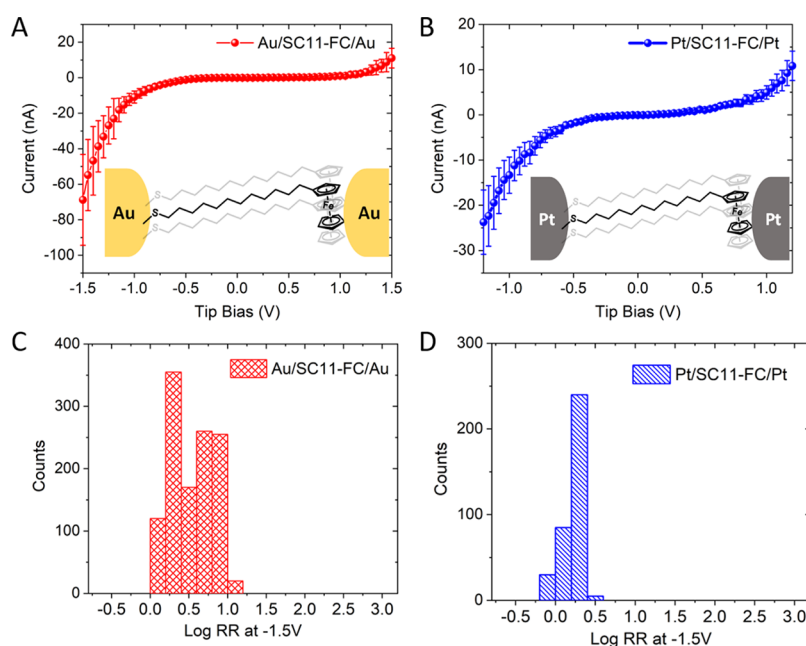 A
Au/SC11-FC/Au
20
0
-20
-40
-60
-80
-100
Current (nA)
Au
S
S
S
Fe
Au
-1.5 -1.0 -0.5 0.0 0.5 1.0 1.5
Tip Bias (V)
B
Pt/SC11-FC/Pt
20
10
0
-10
-20
-30
Current (nA)
Pt
S
S
S
Fe
Pt
-1.0 -0.5 0.0 0.5 1.0
Tip Bias (V)
C
Au/SC11-FC/Au
400
300
200
100
0
Counts
-0.5 0.0 0.5 1.0 1.5 2.0 2.5 3.0
Log RR at -1.5V
D
Pt/SC11-FC/Pt
300
200
100
0
Counts
-0.5 0.0 0.5 1.0 1.5 2.0 2.5 3.0
Log RR at -1.5V